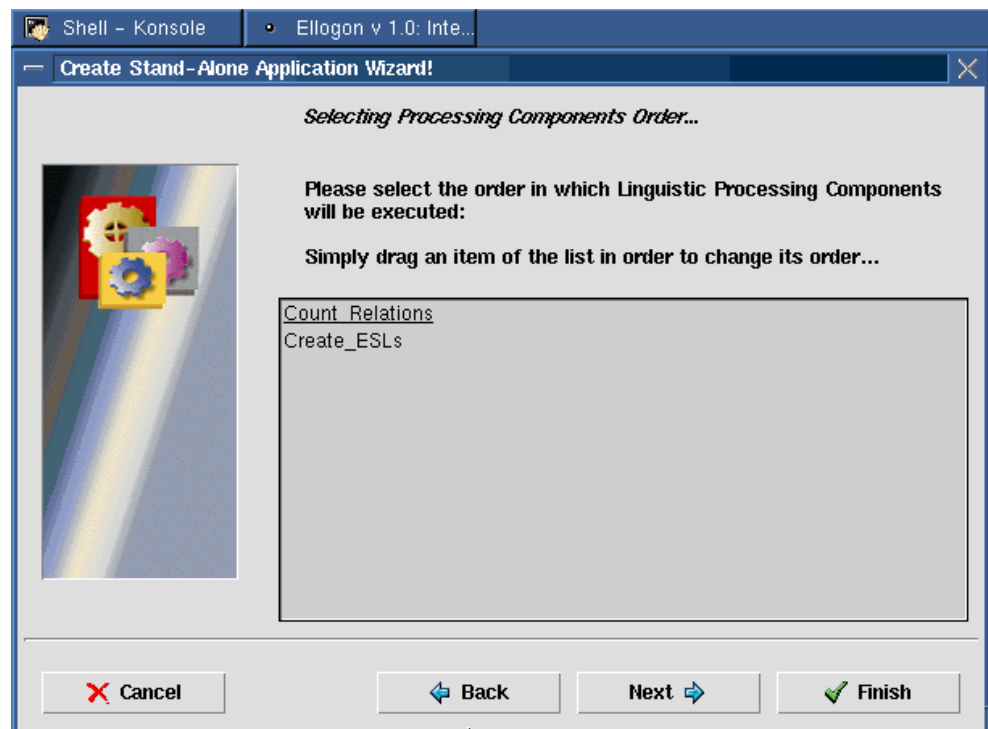 Shell – Konsole
Ellogon v 1.0: Inte...
Create Stand-Alone Application Wizard!
Selecting Processing Components Order...
Please select the order in which Linguistic Processing Components
will be executed:
Simply drag an item of the list in order to change its order...
Count_Relations
Create_ESLs
Cancel
Back
Next
Finish